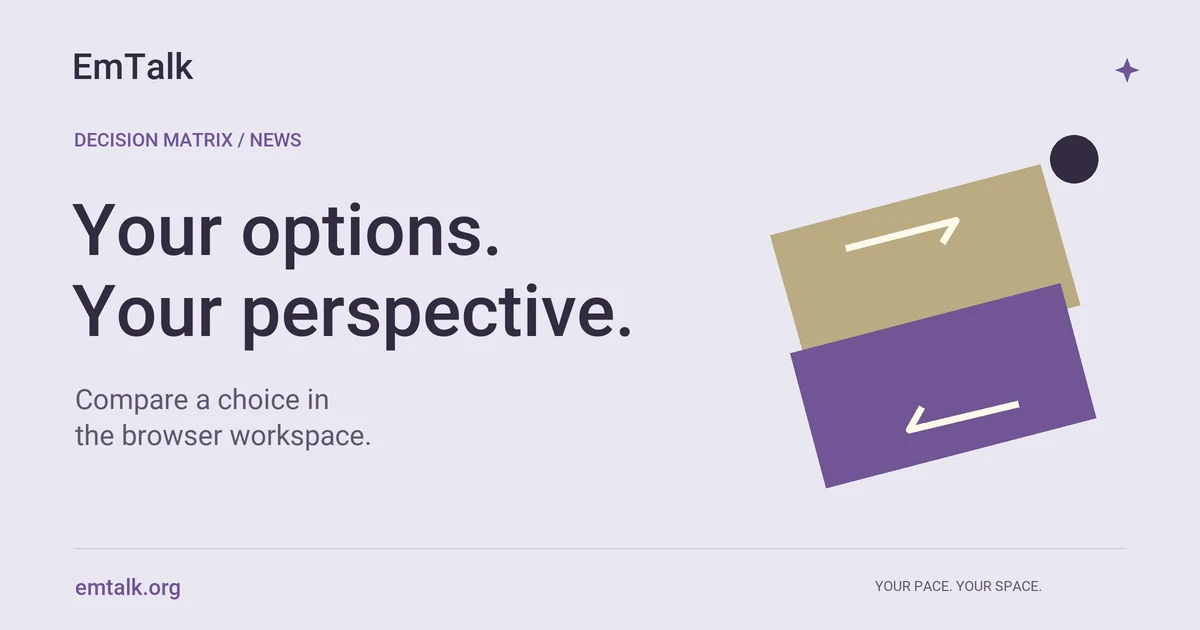 EmTalk
DECISION MATRIX / NEWS
Your options.
Your perspective.
Compare a choice in
the browser workspace.
emtalk.org
YOUR PACE. YOUR SPACE.